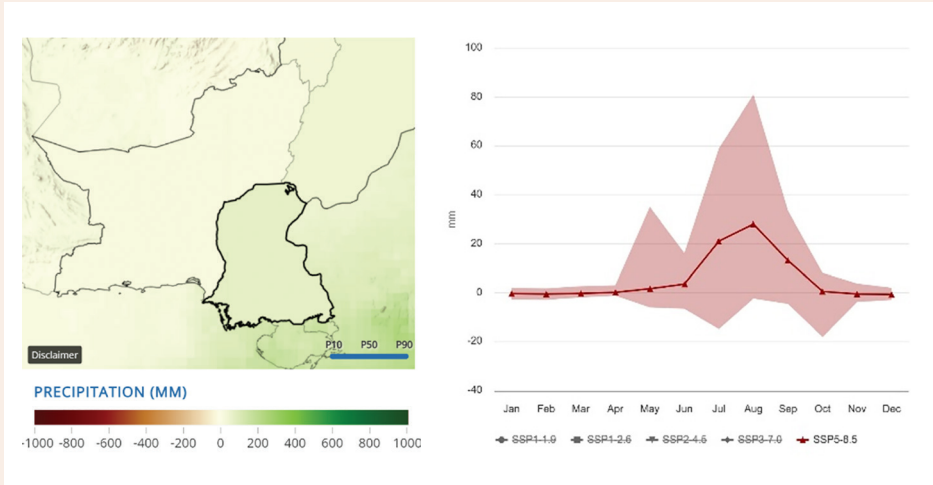 P10 P50 P90
Disclaimer
PRECIPITATION (MM)
-1000 -800 -600 -400 -200 0 200 400 600 800 1000
100
80
60
40
20
0
-20
-40
mm
Jan Feb Mar Apr May Jun Jul Aug Sep Oct Nov Dec
SSP1-1.9 SSP1-2.6 SSP2-4.5 SSP3-7.0 SSP5-8.5